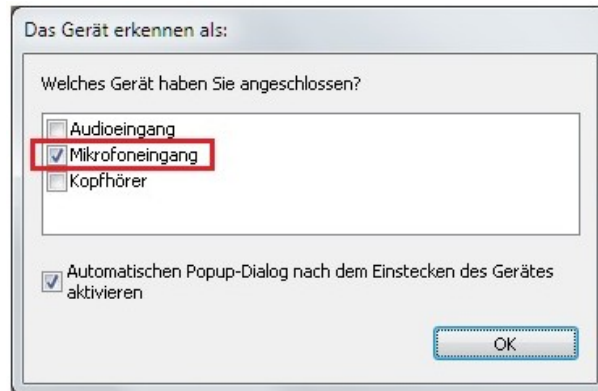 Das Gerät erkennen als:
Welches Gerät haben Sie angeschlossen?
Audioeingang
Mikrofoneingang
Kopfhörer
Automatischen Popup-Dialog nach dem Einstecken des Gerätes
aktivieren
OK